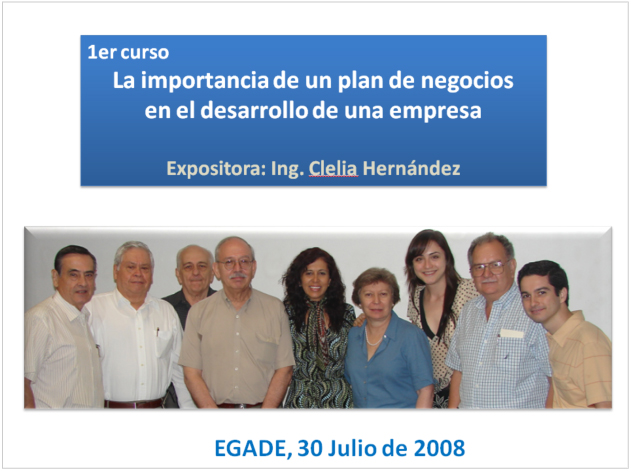 1er curso
La importancia de un plan de negocios
en el desarrollo de una empresa
Expositora: Ing. Clelia Hernández
EGADE, 30 Julio de 2008